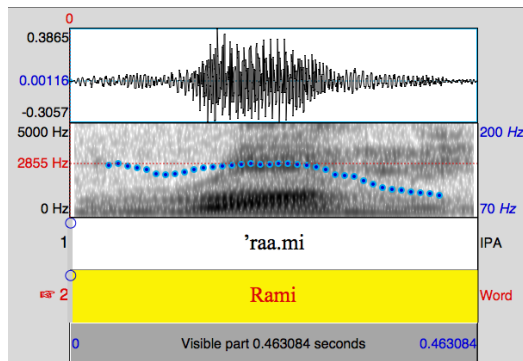 0
0.3865
0.00116
-0.3057
5000 Hz 200 Hz
2855 Hz
0 Hz 70 Hz
1 'raa.mi IPA
☞ 2 Rami Word
0 Visible part 0.463084 seconds 0.463084